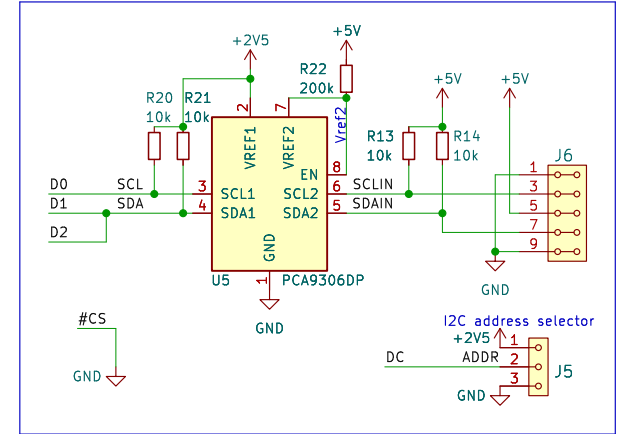 +5V
+2V5
R22
200k
+5V
+5V
R20
10k
R21
10k
2
7
VREF1
VREF2
Vref2
R13
10k
R14
10k
J6
EN
8
1
D0
SCL
3
SCL1
SCL2
6
SCLIN
3
D1
SDA
4
SDA1
SDA2
5
SDAIN
5
D2
7
GND
9
1
U5
PCA9306DP
GND
GND
#CS
I2C address selector
+2V5
1
DC
ADDR
2
J5
GND
3
GND